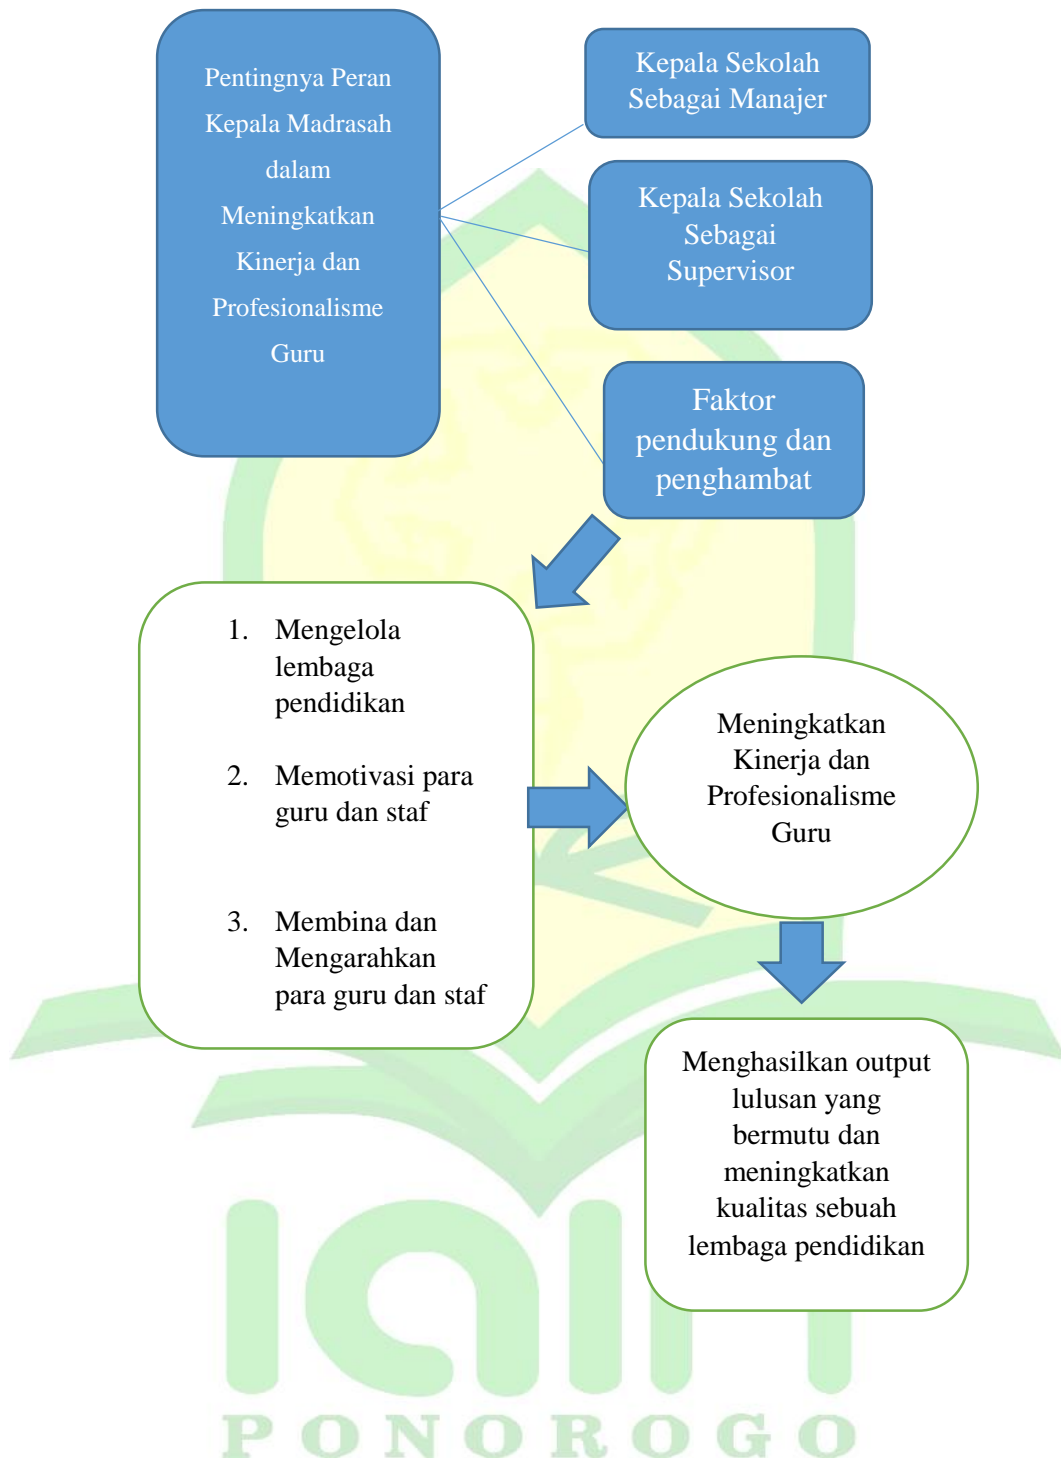 Pentingnya Peran
Kepala Madrasah
dalam
Meningkatkan
Kinerja dan
Profesionalisme
Guru
Kepala Sekolah
Sebagai Manajer
Kepala Sekolah
Sebagai
Supervisor
Faktor
pendukung dan
penghambat
1. Mengelola
lembaga
pendidikan
2. Memotivasi para
guru dan staf
3. Membina dan
Mengarahkan
para guru dan staf
Meningkatkan
Kinerja dan
Profesionalisme
Guru
Menghasilkan output
lulusan yang
bermutu dan
meningkatkan
kualitas sebuah
lembaga pendidikan
iain
PONOROGO